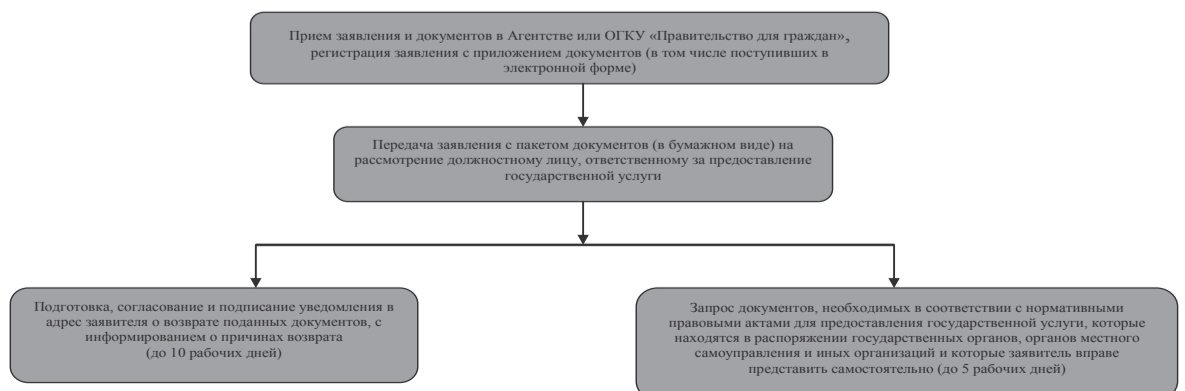 Прием заявления и документов в Агентстве или ОГКУ «Правительство для граждан»,
регистрация заявления с приложением документов (в том числе поступивших в
электронной форме)
Передача заявления с пакетом документов (в бумажном виде) на
рассмотрение должностному лицу, ответственному за предоставление
государственной услуги
Подготовка, согласование и подписание уведомления в
адрес заявителя о возврате поданных документов, с
информированием о причинах возврата
(до 10 рабочих дней)
Запрос документов, необходимых в соответствии с нормативными
правовыми актами для предоставления государственной услуги, которые
находятся в распоряжении государственных органов, органов местного
самоуправления и иных организаций и которые заявитель вправе
представить самостоятельно (до 5 рабочих дней)